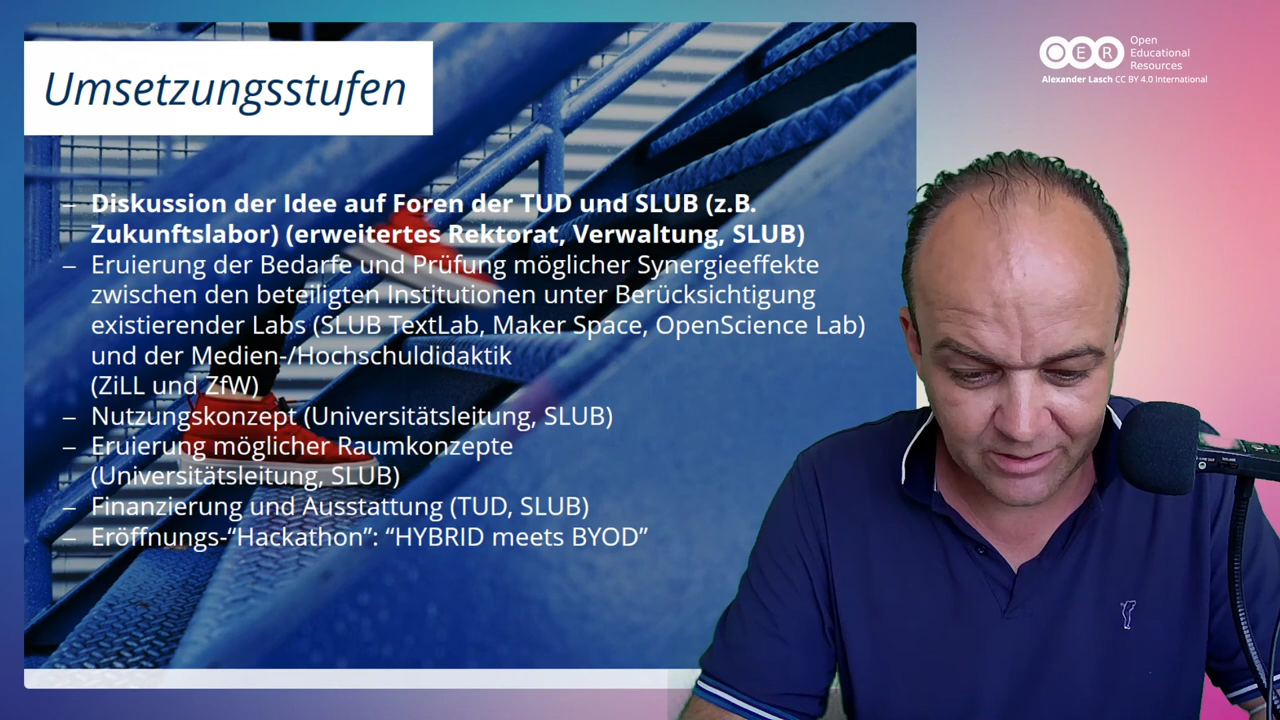 Umsetzungsstufen
– Diskussion der Idee auf Foren der TUD und SLUB (z.B.
Zukunftslabor) (erweitertes Rektorat, Verwaltung, SLUB)
– Eruierung der Bedarfe und Prüfung möglicher Synergieeffekte
zwischen den beteiligten Institutionen unter Berücksichtigung
existierender Labs (SLUB TextLab, Maker Space, OpenScience Lab)
und der Medien-/Hochschuldidaktik
(ZiLL und ZfW)
– Nutzungskonzept (Universitätsleitung, SLUB)
– Eruierung möglicher Raumkonzepte
(Universitätsleitung, SLUB)
– Finanzierung und Ausstattung (TUD, SLUB)
– Eröffnungs-“Hackathon”: “HYBRID meets BYOD”
OER
Open
Educational
Resources
Alexander Lasch CC BY 4.0 International